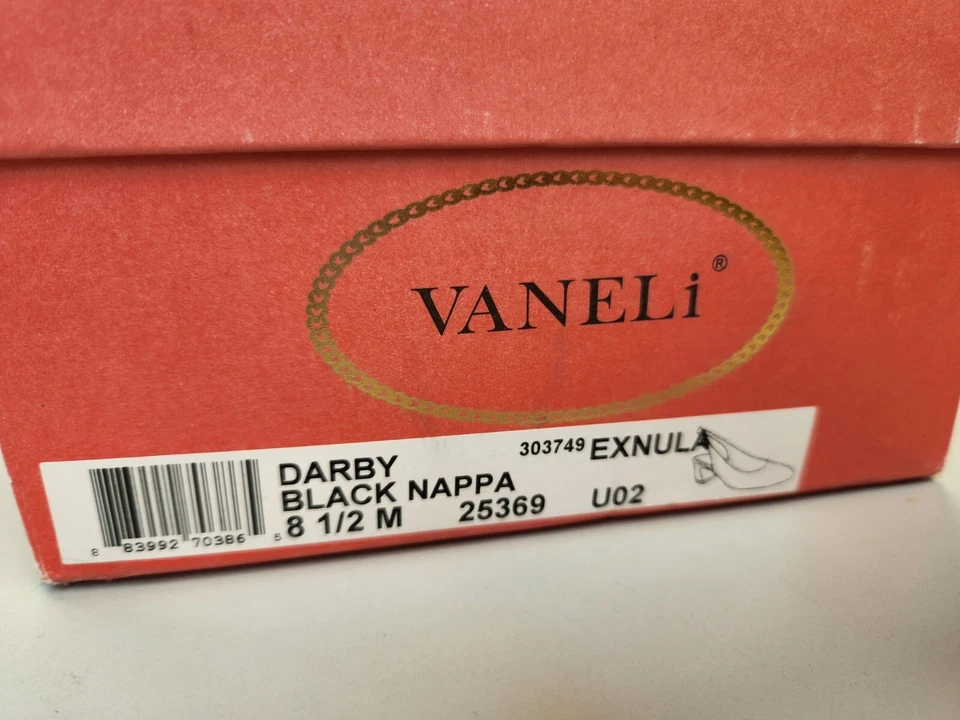 VANELi®
DARBY 303749 EXNULA
BLACK NAPPA
8 1/2 M 25369 U02
8 83992 70386 5